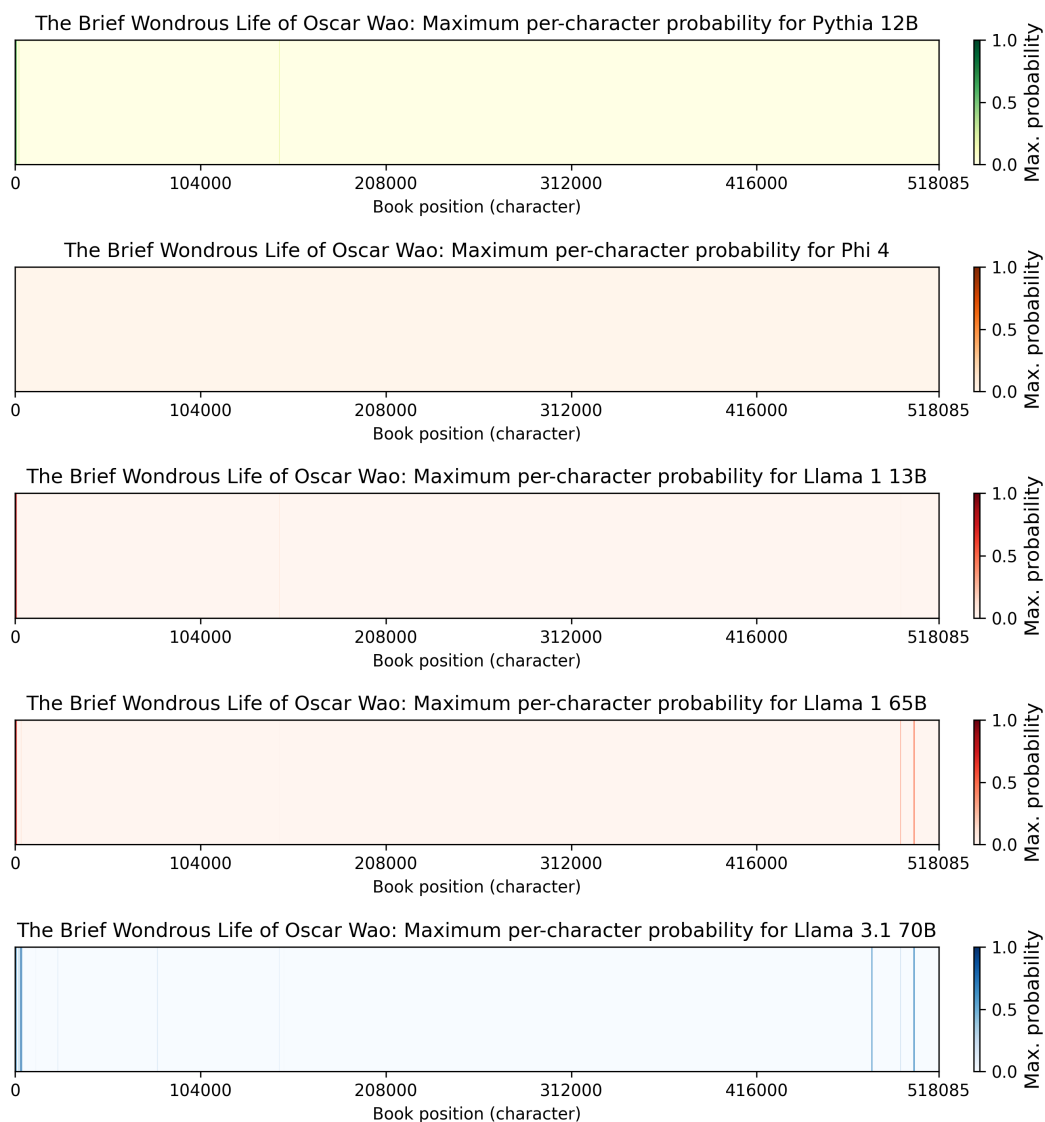 The Brief Wondrous Life of Oscar Wao: Maximum per-character probability for Pythia 12B
1.0
0.5
0.0
Max. probability
0 104000 208000 312000 416000 518085
Book position (character)
The Brief Wondrous Life of Oscar Wao: Maximum per-character probability for Phi 4
1.0
0.5
0.0
Max. probability
0 104000 208000 312000 416000 518085
Book position (character)
The Brief Wondrous Life of Oscar Wao: Maximum per-character probability for Llama 1 13B
1.0
0.5
0.0
Max. probability
0 104000 208000 312000 416000 518085
Book position (character)
The Brief Wondrous Life of Oscar Wao: Maximum per-character probability for Llama 1 65B
1.0
0.5
0.0
Max. probability
0 104000 208000 312000 416000 518085
Book position (character)
The Brief Wondrous Life of Oscar Wao: Maximum per-character probability for Llama 3.1 70B
1.0
0.5
0.0
Max. probability
0 104000 208000 312000 416000 518085
Book position (character)